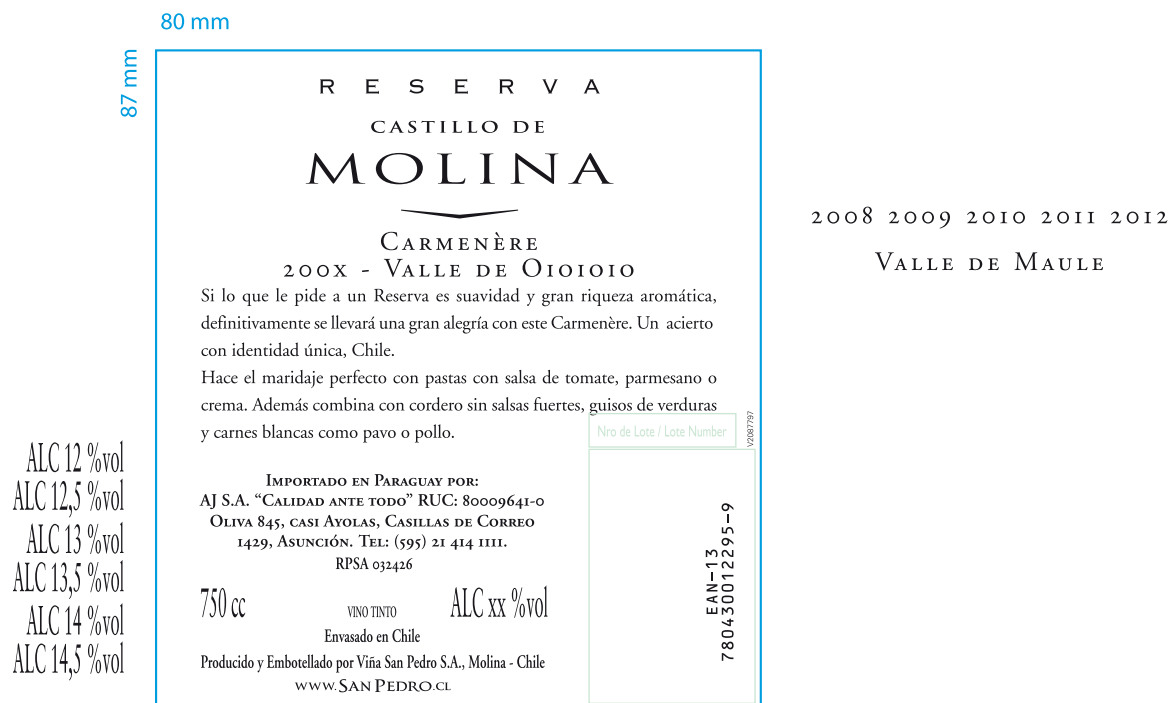 80 mm
87 mm
RESERVA
CASTILLO DE
MOLINA
CARMENÈRE
200X - VALLE DE OIOIOIO
Si lo que le pide a un Reserva es suavidad y gran riqueza aromática,
definitivamente se llevará una gran alegría con este Carmenère. Un acierto
con identidad única, Chile.
Hace el maridaje perfecto con pastas con salsa de tomate, parmesano o
crema. Además combina con cordero sin salsas fuertes, guisos de verduras
y carnes blancas como pavo o pollo.
Nro de Lote / Lote Number
V2087797
IMPORTADO EN PARAGUAY POR:
AJ S.A. “CALIDAD ANTE TODO” RUC: 80009641-0
OLIVA 845, CASI AYOLAS, CASILLAS DE CORREO
1429, ASUNCIÓN. TEL: (595) 21 414 1111.
RPSA 032426
750 cc
VINO TINTO
ALC xx %vol
Envasado en Chile
Producido y Embotellado por Viña San Pedro S.A., Molina - Chile
WWW.SANPEDRO.CL
EAN-13
780430012295-9
ALC 12 %vol
ALC 12,5 %vol
ALC 13 %vol
ALC 13,5 %vol
ALC 14 %vol
ALC 14,5 %vol
2008 2009 2010 2011 2012
VALLE DE MAULE